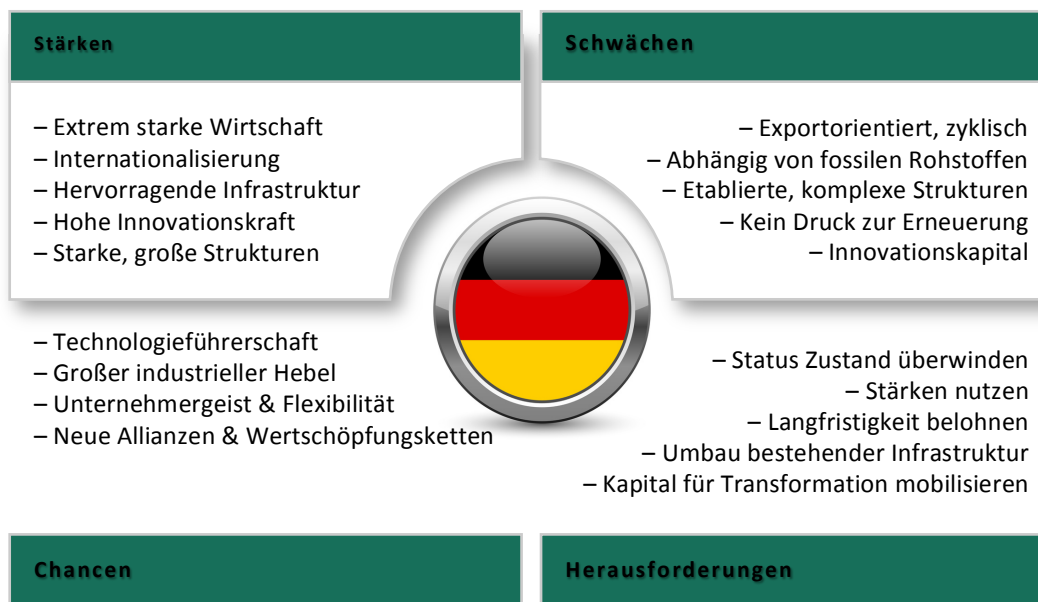 Stärken
– Extrem starke Wirtschaft
– Internationalisierung
– Hervorragende Infrastruktur
– Hohe Innovationskraft
– Starke, große Strukturen
Schwächen
– Exportorientiert, zyklisch
– Abhängig von fossilen Rohstoffen
– Etablierte, komplexe Strukturen
– Kein Druck zur Erneuerung
– Innovationskapital
– Technologieführerschaft
– Großer industrieller Hebel
– Unternehmergeist & Flexibilität
– Neue Allianzen & Wertschöpfungsketten
Chancen
– Status Zustand überwinden
– Stärken nutzen
– Langfristigkeit belohnen
– Umbau bestehender Infrastruktur
– Kapital für Transformation mobilisieren
Herausforderungen